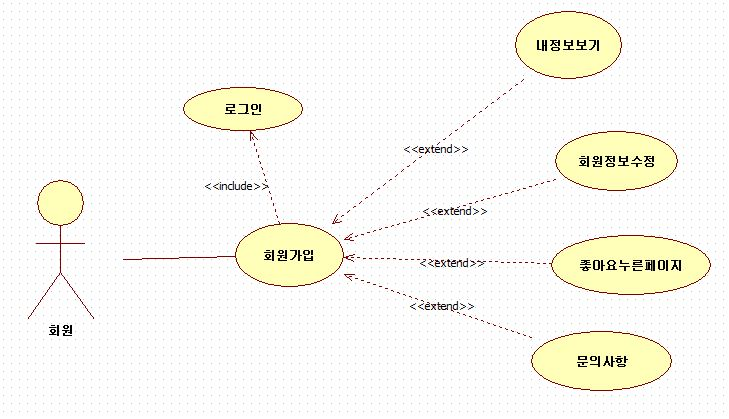 내정보보기
로그인
<<extend>>
회원정보수정
<<include>>
<<extend>>
회원가입
<<extend>>
좋아요누른페이지
<<extend>>
회원
문의사항